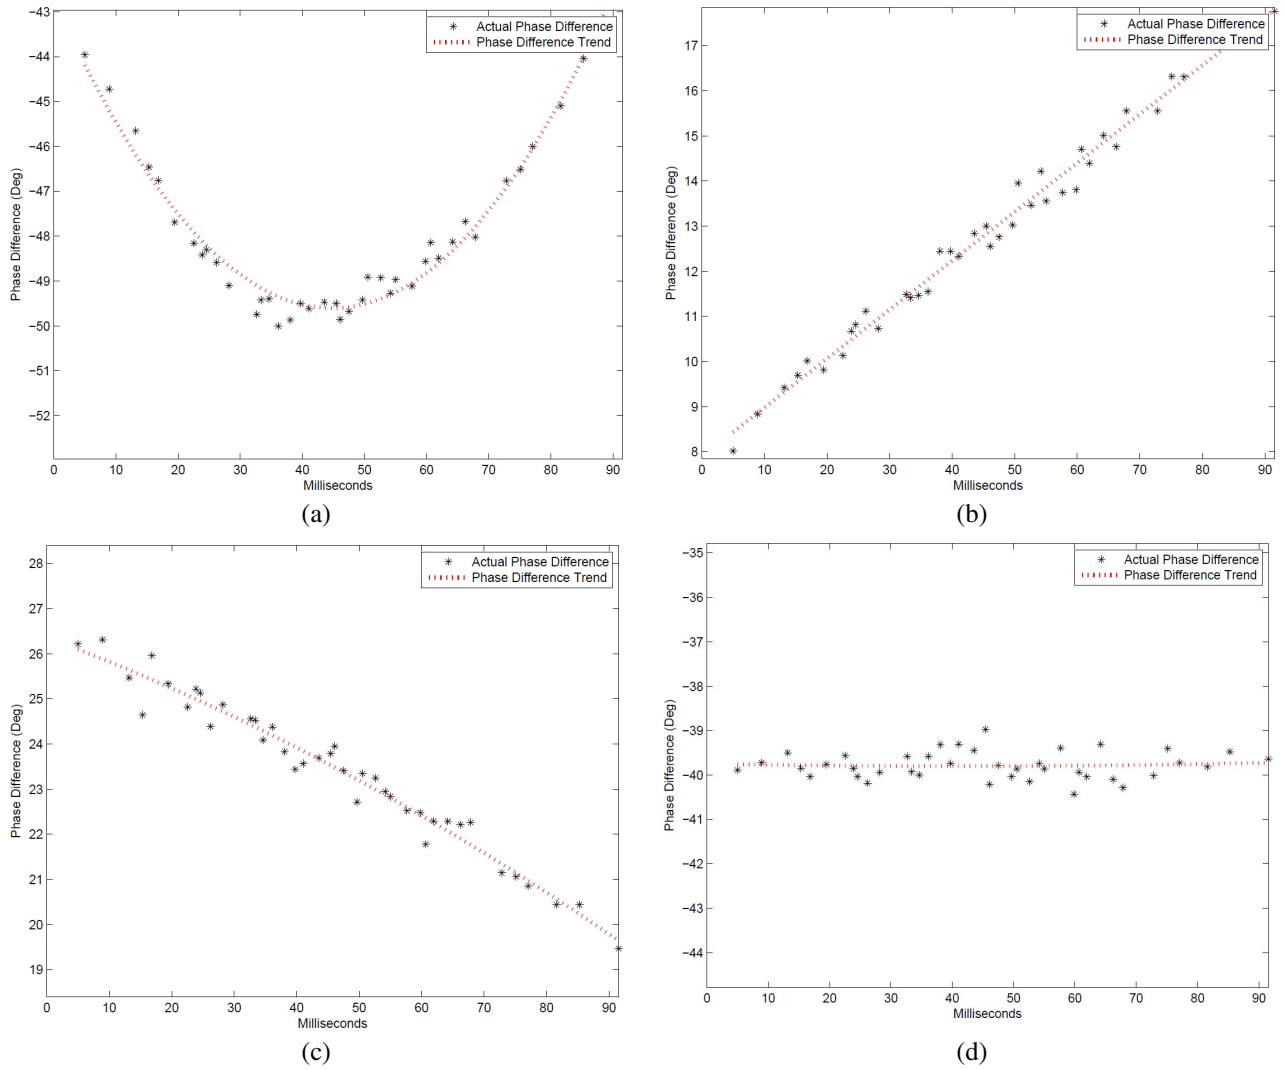 −43
−44
−45
−46
−47
−48
−49
−50
−51
−52
Phase Difference (Deg)
Actual Phase Difference
Phase Difference Trend
0 10 20 30 40 50 60 70 80 90
Milliseconds
(a)
17
16
15
14
13
12
11
10
9
8
Phase Difference (Deg)
Actual Phase Difference
Phase Difference Trend
0 10 20 30 40 50 60 70 80 90
Milliseconds
(b)
28
27
26
25
24
23
22
21
20
19
Phase Difference (Deg)
Actual Phase Difference
Phase Difference Trend
0 10 20 30 40 50 60 70 80 90
Milliseconds
(c)
−35
−36
−37
−38
−39
−40
−41
−42
−43
−44
Phase Difference (Deg)
Actual Phase Difference
Phase Difference Trend
0 10 20 30 40 50 60 70 80 90
Milliseconds
(d)